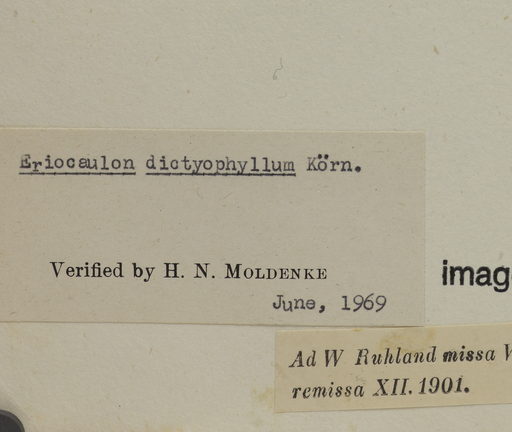 Eriocaulon dictyophyllum Körn.
Verified by H. N. MOLDENKE
June, 1969
imag
Ad W Ruhland missa
remissa XII. 1901.